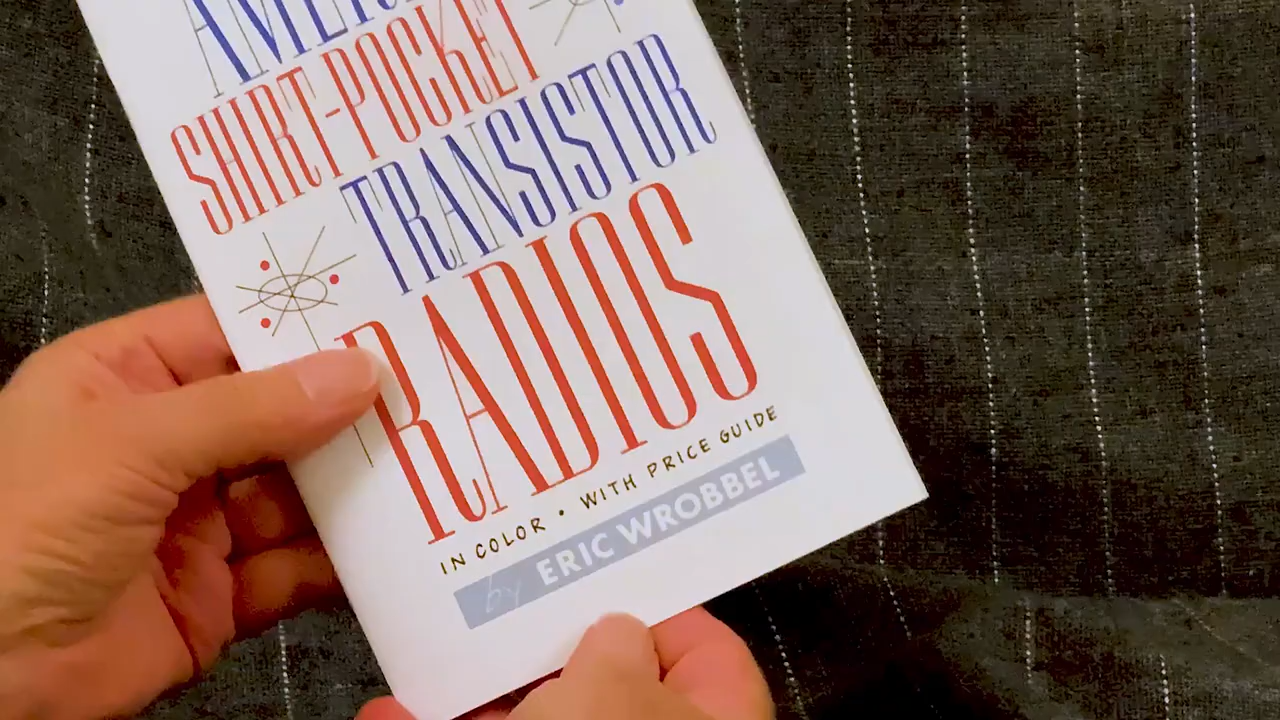 SHIRT-POCKET
TRANSISTOR
RADIOS
IN COLOR • WITH PRICE GUIDE
by ERIC WROBBEL